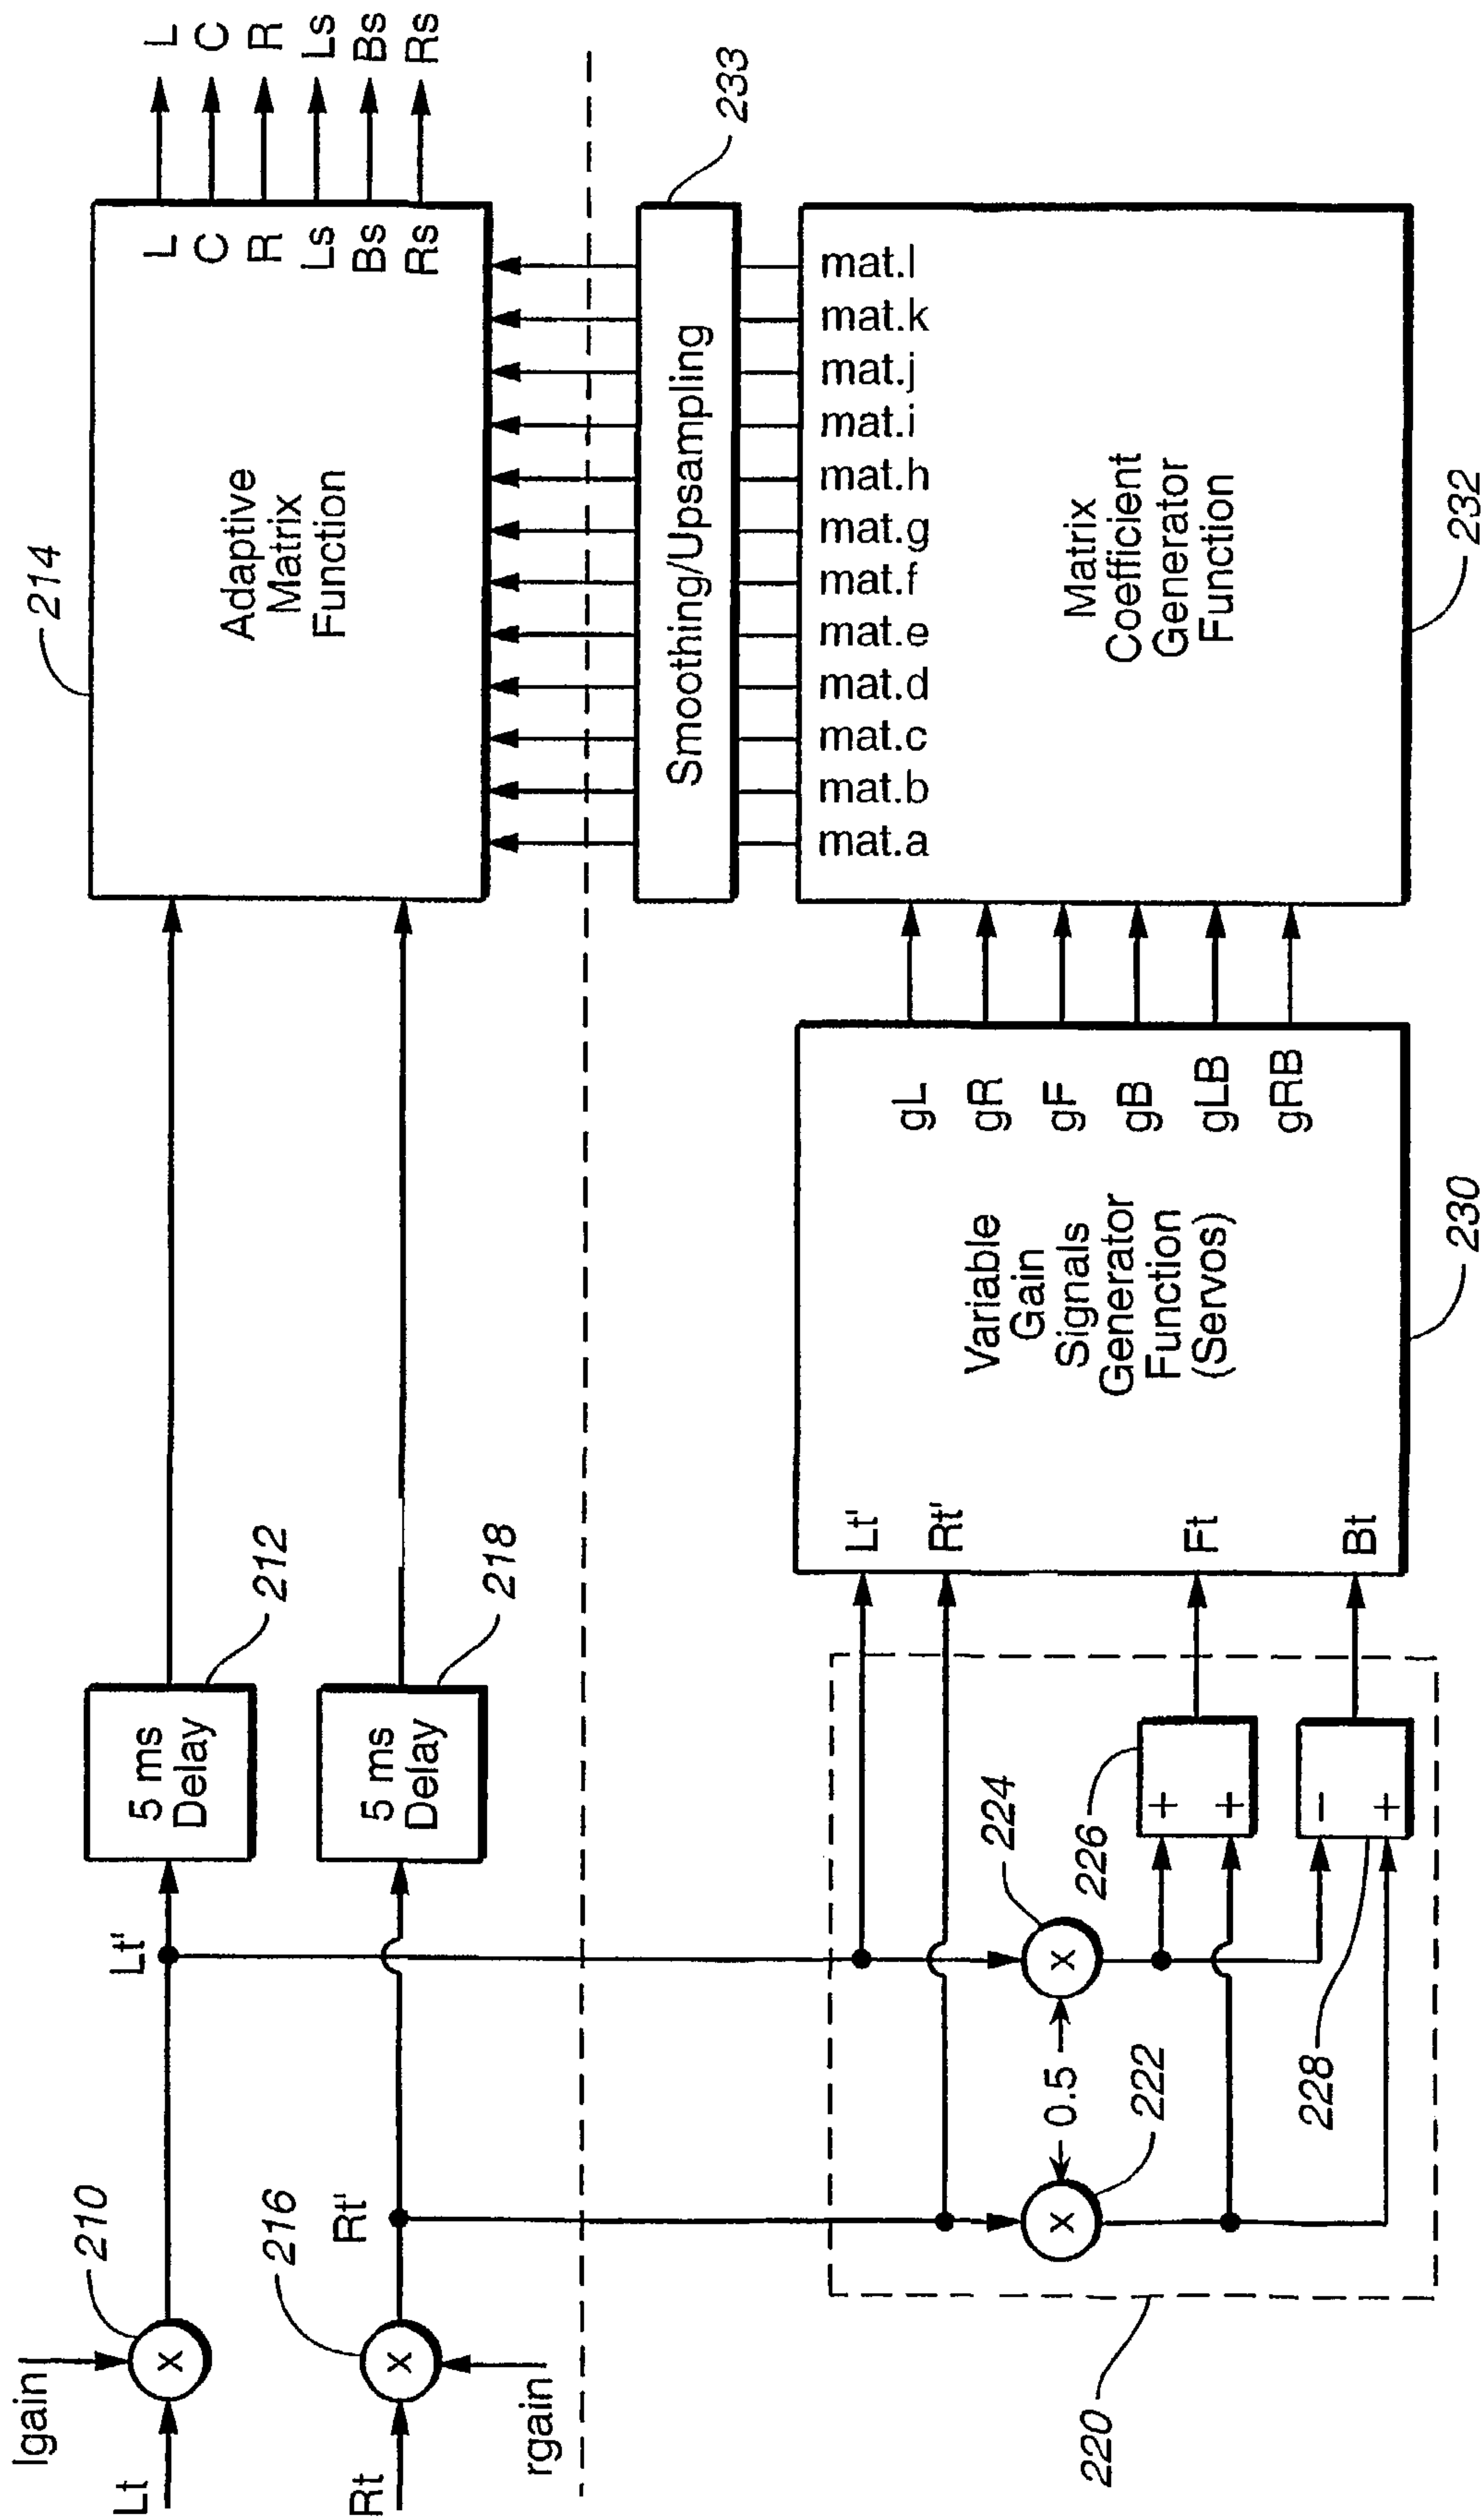 lgain
Lt
210
Lt'
5 ms
Delay
212
Rt
216
rgain
Rt'
5 ms
Delay
218
214
Adaptive
Matrix
Function
L
C
R
Ls
Bs
Rs
L
C
R
Ls
Bs
Rs
Smoothing/Upsampling
233
mat.a
mat.b
mat.c
mat.d
mat.e
mat.f
mat.g
mat.h
mat.i
mat.j
mat.k
mat.l
Matrix
Coefficient
Generator
Function
232
Lt'
Rt'
Ft
Bt
Variable
Gain
Signals
Generator
Function
(Servos)
gL
gR
gF
gB
gLB
gRB
230
220
x
x
x
x
0.5
222
224
226
+
+
228
−
+